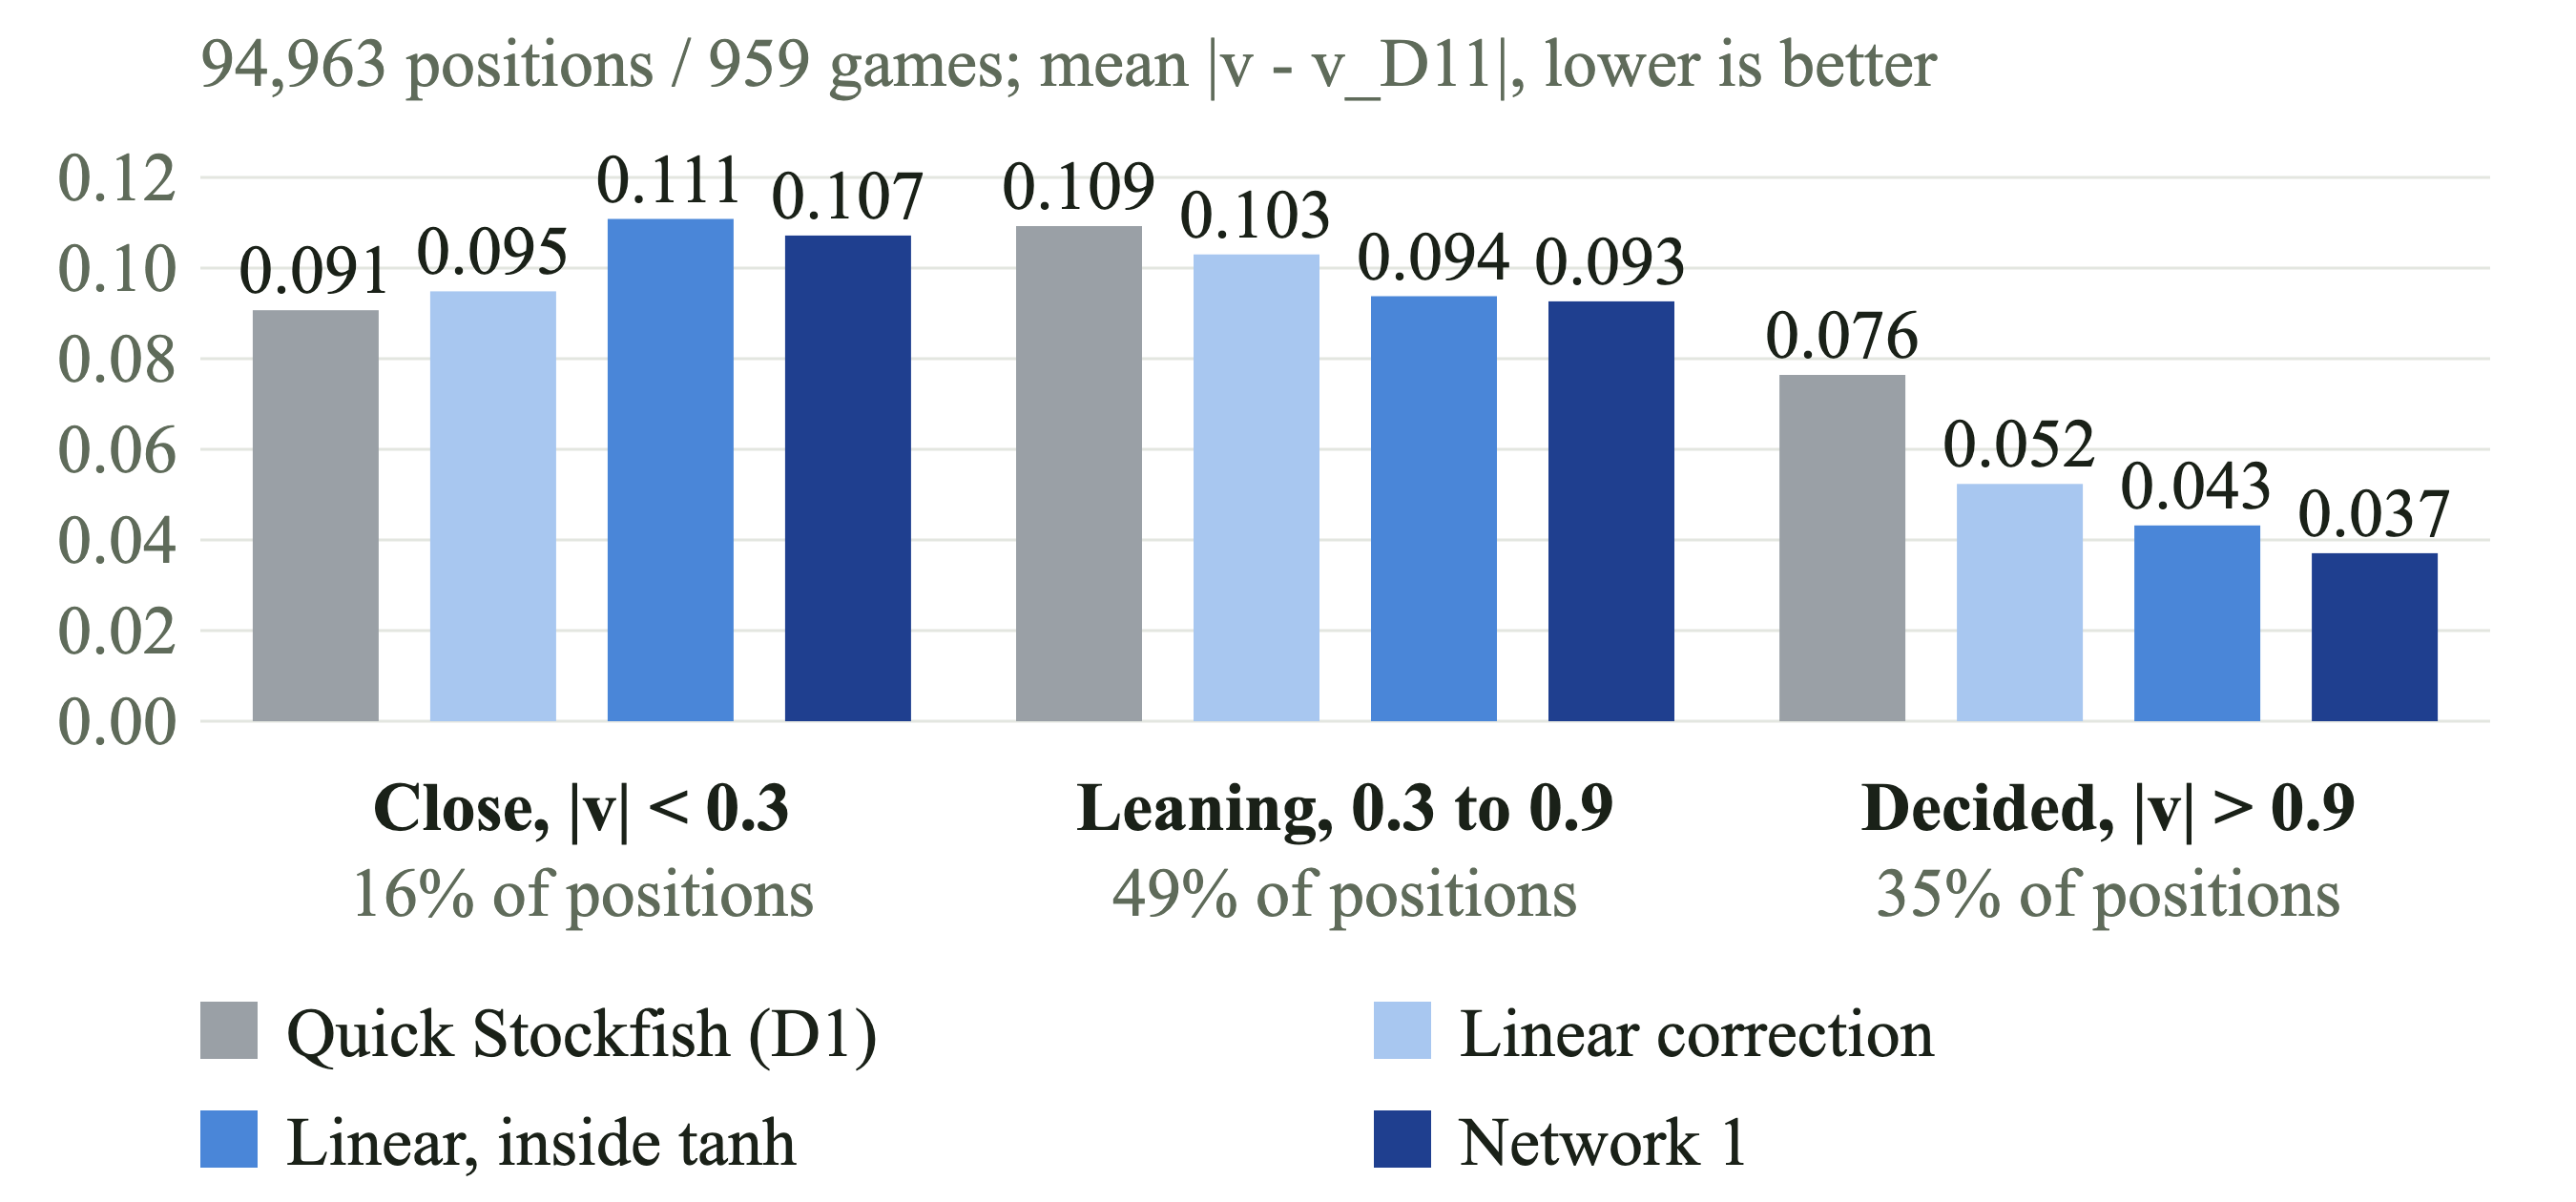 94,963 positions / 959 games; mean |v - v_D11|, lower is better
0.12
0.10
0.08
0.06
0.04
0.02
0.00
0.091 0.095 0.111 0.107 0.109 0.103 0.094 0.093 0.076 0.052 0.043 0.037
Close, |v| < 0.3 Leaning, 0.3 to 0.9 Decided, |v| > 0.9
16% of positions 49% of positions 35% of positions
Quick Stockfish (D1) Linear correction
Linear, inside tanh Network 1